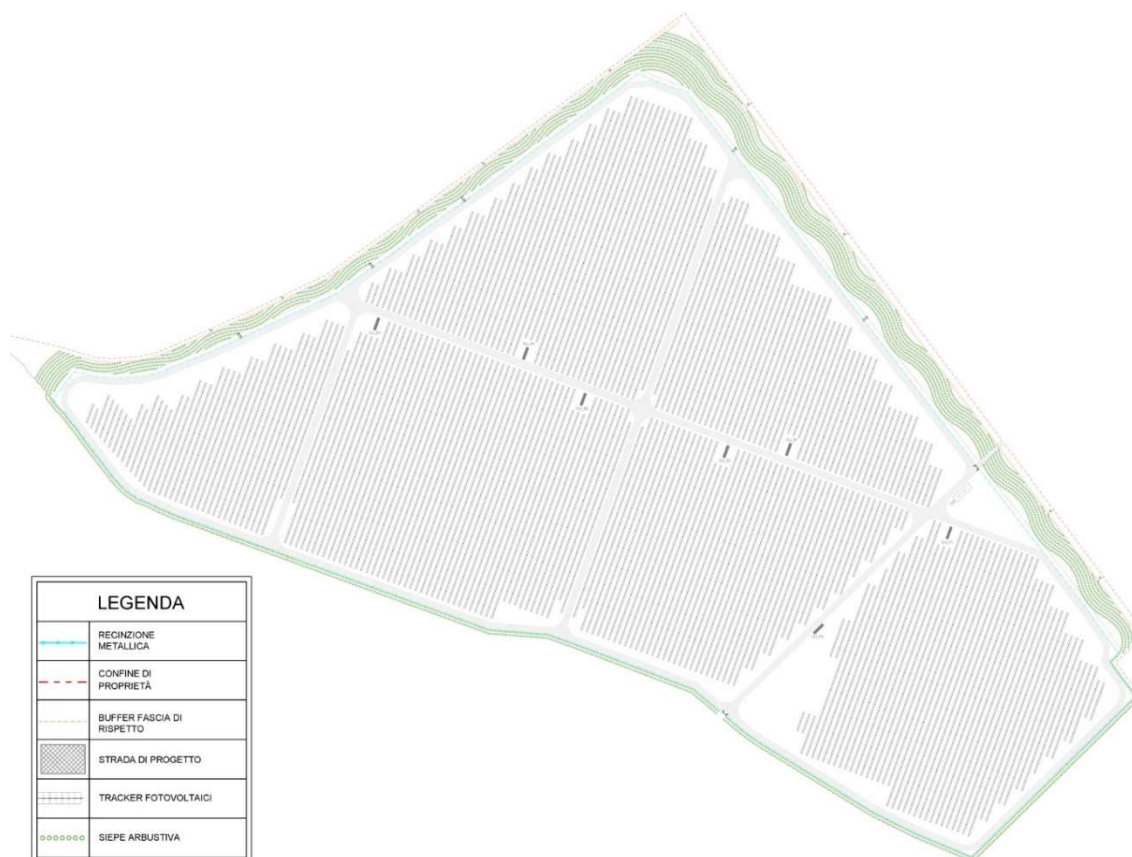 LEGENDA
RECINZIONE
METALLICA
CONFINE DI
PROPRIETÀ
BUFFER FASCIA DI
RISPETTO
STRADA DI PROGETTO
TRACKER FOTOVOLTAICI
SIEPE ARBUSTIVA